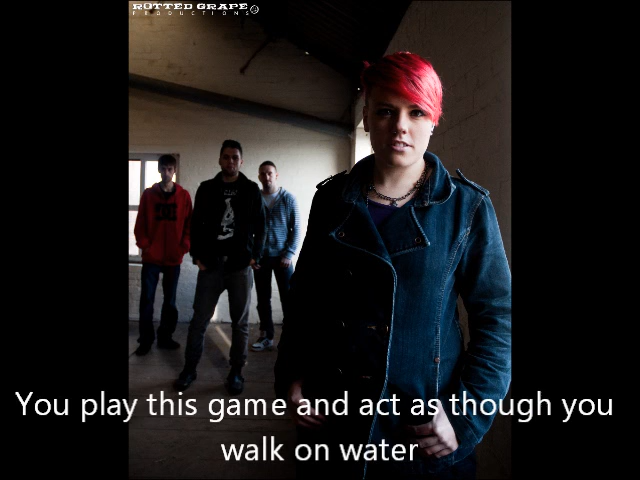 ROTTED GRAPE
PRODUCTIONS
You play this game and act as though you
walk on water